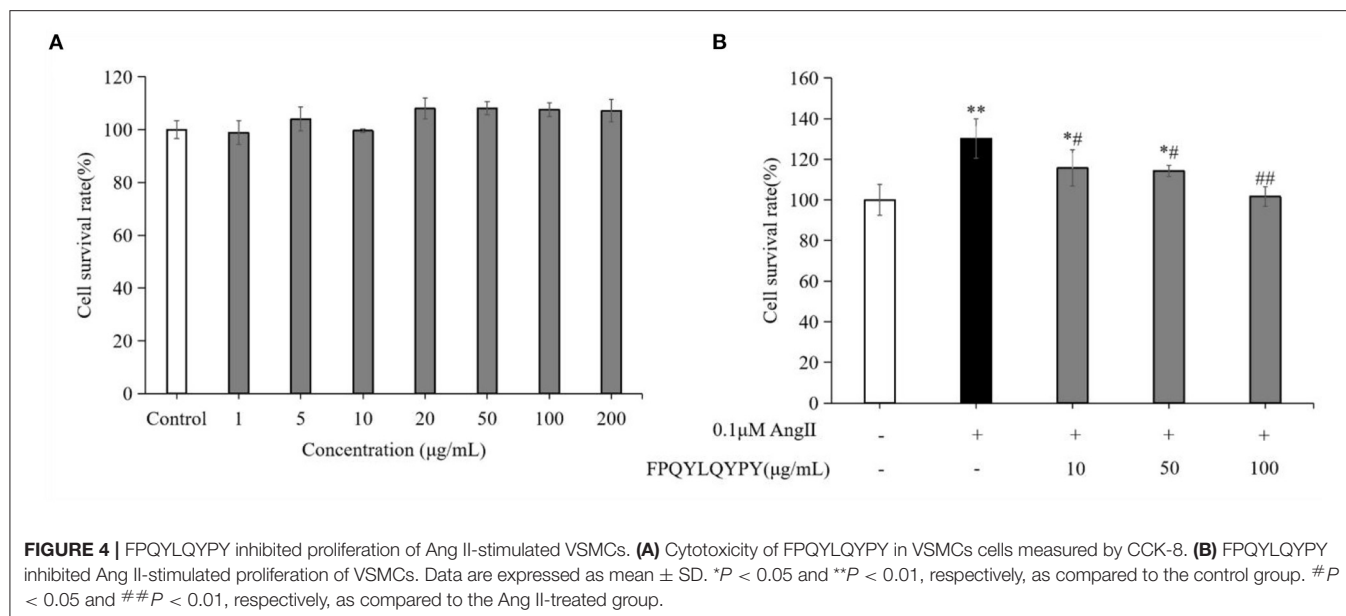 A
120
100
80
60
40
20
0
Cell survival rate(%)
Control 1 5 10 20 50 100 200
Concentration (μg/mL)
B
160
140
120
100
80
60
40
20
0
Cell survival rate(%)
**
*#
*#
##
0.1μM AngII - + + + +
FPQYLQYPY(μg/mL) - - 10 50 100
FIGURE 4 | FPQYLQYPY inhibited proliferation of Ang II-stimulated VSMCs. (A) Cytotoxicity of FPQYLQYPY in VSMCs cells measured by CCK-8. (B) FPQYLQYPY
inhibited Ang II-stimulated proliferation of VSMCs. Data are expressed as mean ± SD. *P < 0.05 and **P < 0.01, respectively, as compared to the control group. #P
< 0.05 and ##P < 0.01, respectively, as compared to the Ang II-treated group.